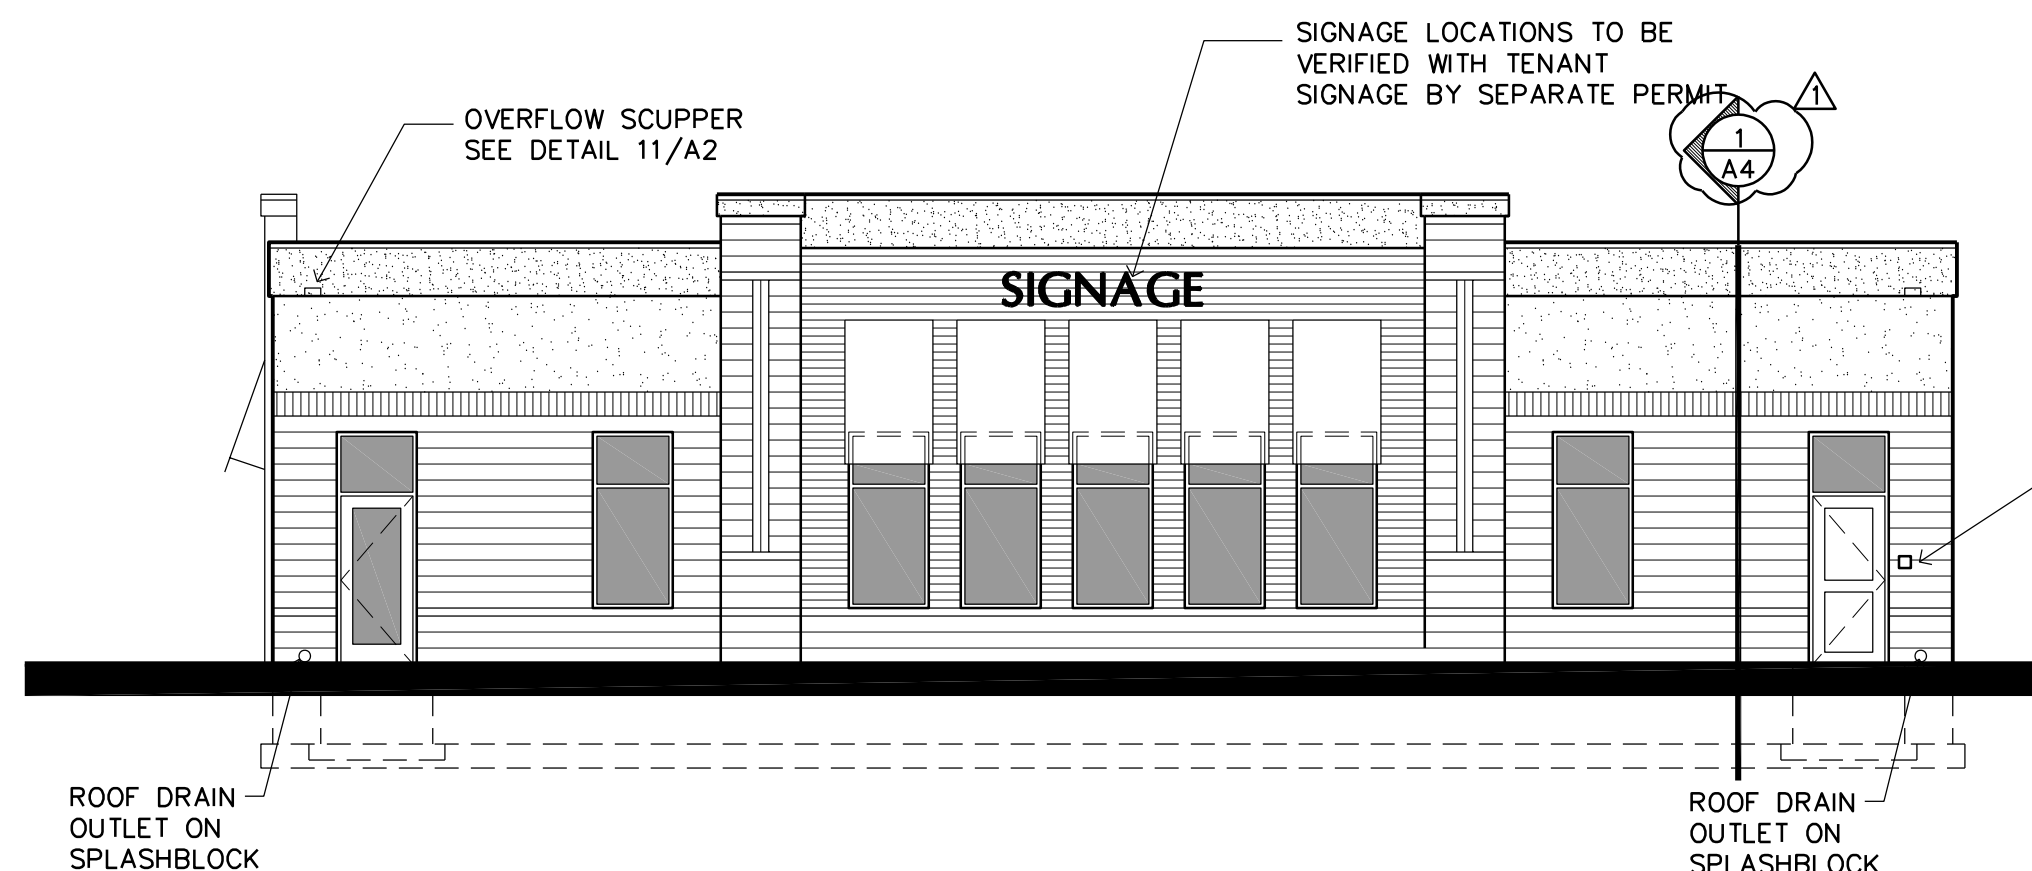 SIGNAGE LOCATIONS TO BE
VERIFIED WITH TENANT
SIGNAGE BY SEPARATE PERMIT
1
OVERFLOW SCUPPER
SEE DETAIL 11/A2
1
A4
SIGNAGE
ROOF DRAIN
OUTLET ON
SPLASHBLOCK
ROOF DRAIN
OUTLET ON
SPLASHBLOCK